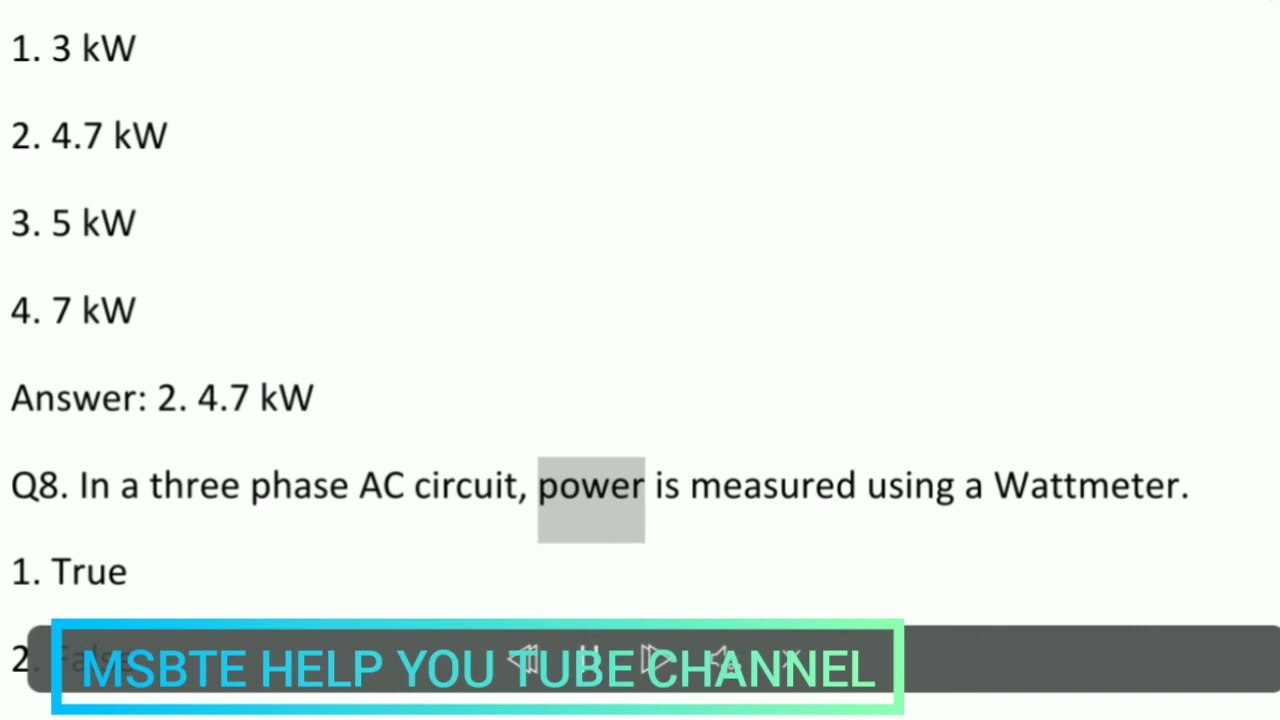 1. 3 kW
2. 4.7 kW
3. 5 kW
4. 7 kW
Answer: 2. 4.7 kW
Q8. In a three phase AC circuit, power is measured using a Wattmeter.
1. True
2. False
MSBTE HELP YOU TUBE CHANNEL